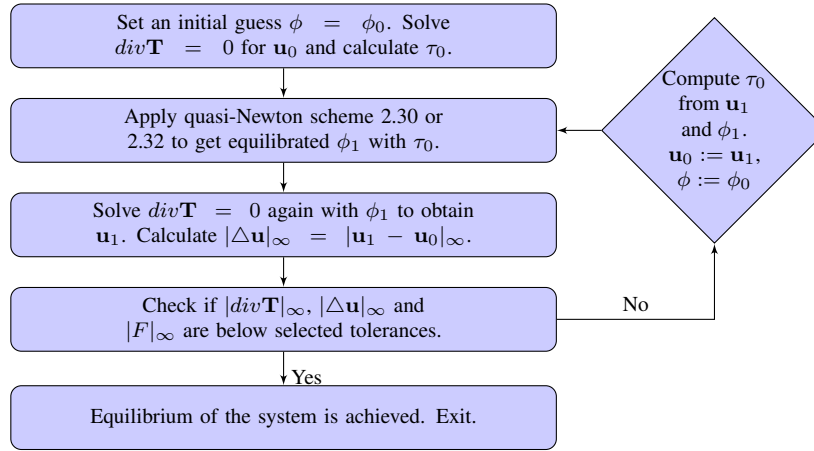 Set an initial guess ϕ = ϕ₀. Solve
div𝐓 = 0 for 𝐮₀ and calculate τ₀.
Apply quasi-Newton scheme 2.30 or
2.32 to get equilibrated ϕ₁ with τ₀.
Solve div𝐓 = 0 again with ϕ₁ to obtain
𝐮₁. Calculate |△𝐮|∞ = |𝐮₁ − 𝐮₀|∞.
Check if |div𝐓|∞, |△𝐮|∞ and
|F|∞ are below selected tolerances.
No
Compute τ₀
from 𝐮₁
and ϕ₁.
𝐮₀ := 𝐮₁,
ϕ := ϕ₀
Yes
Equilibrium of the system is achieved. Exit.